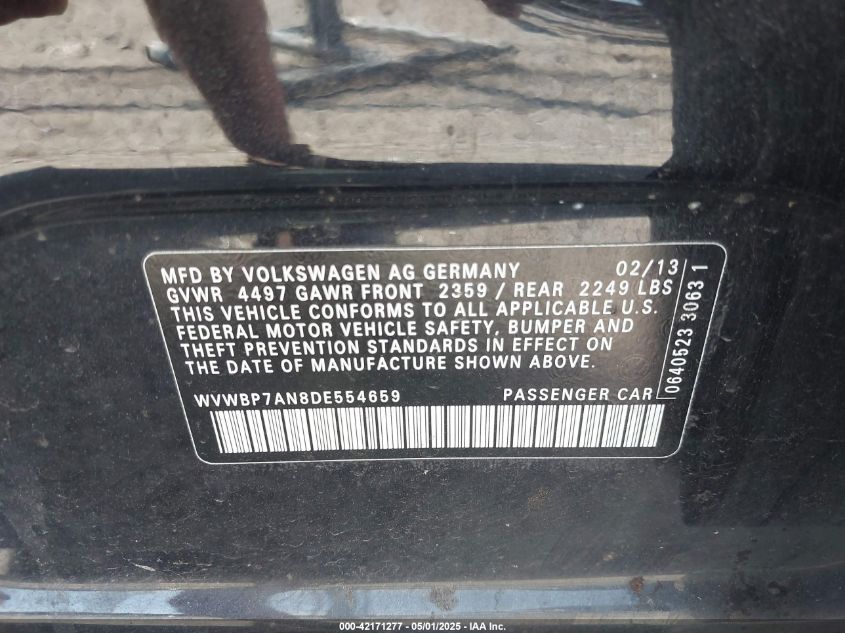 MFD BY VOLKSWAGEN AG GERMANY 02/13
GVWR 4497 GAWR FRONT 2359 / REAR 2249 LBS
THIS VEHICLE CONFORMS TO ALL APPLICABLE U.S.
FEDERAL MOTOR VEHICLE SAFETY, BUMPER AND
THEFT PREVENTION STANDARDS IN EFFECT ON
THE DATE OF MANUFACTURE SHOWN ABOVE.
WVWBP7AN8DE554659 PASSENGER CAR
0640523 3063 1
000-42171277 - 05/01/2025 - IAA Inc.